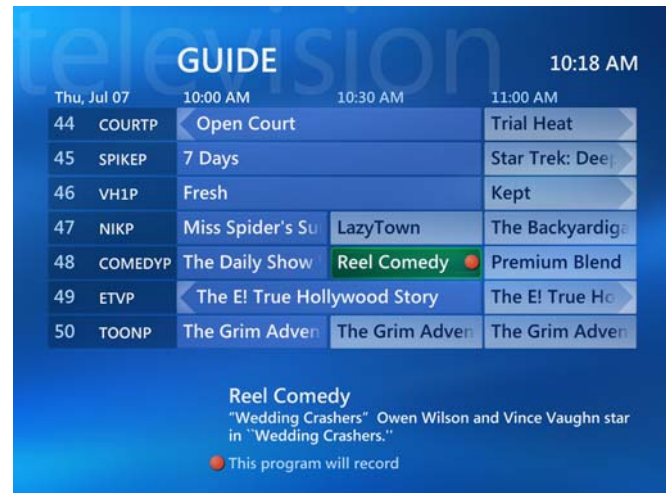 television
GUIDE 10:18 AM
Thu, Jul 07 10:00 AM 10:30 AM 11:00 AM
44 COURTP Open Court Trial Heat
45 SPIKEP 7 Days Star Trek: Deep
46 VH1P Fresh Kept
47 NIKP Miss Spider's Su LazyTown The Backyardiga
48 COMEDYP The Daily Show Reel Comedy Premium Blend
49 ETVP The E! True Hollywood Story The E! True Ho
50 TOONP The Grim Adven The Grim Adven The Grim Adven
Reel Comedy
"Wedding Crashers" Owen Wilson and Vince Vaughn star
in ``Wedding Crashers.''
This program will record